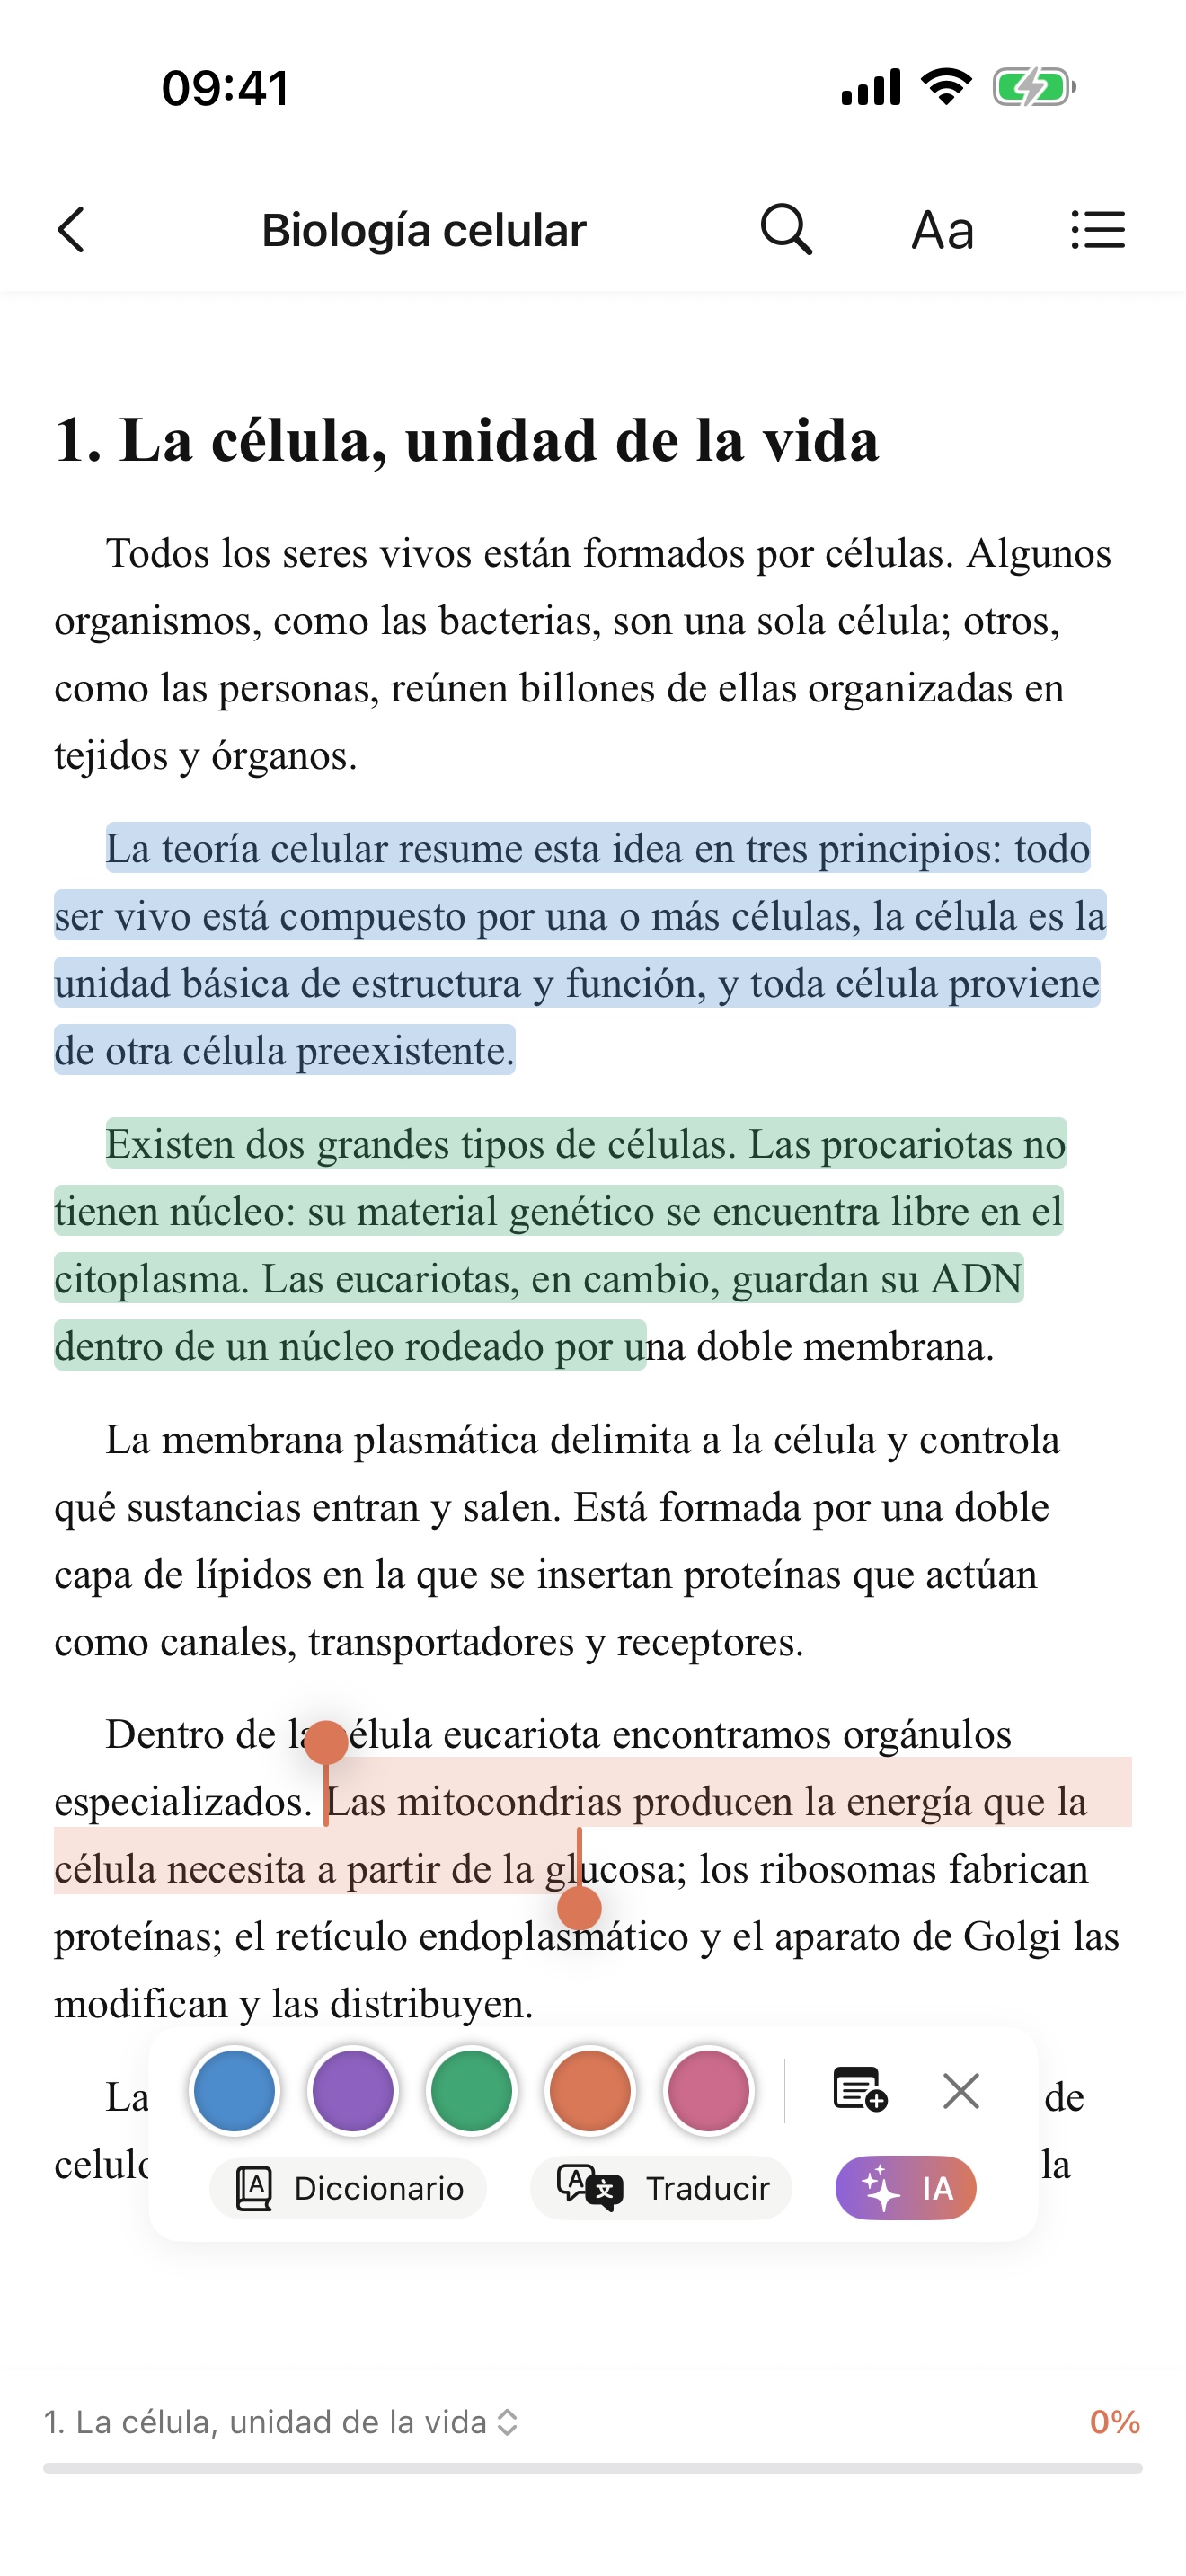 09:41
Biología celular
Aa
1. La célula, unidad de la vida
Todos los seres vivos están formados por células. Algunos
organismos, como las bacterias, son una sola célula; otros,
como las personas, reúnen billones de ellas organizadas en
tejidos y órganos.
La teoría celular resume esta idea en tres principios: todo
ser vivo está compuesto por una o más células, la célula es la
unidad básica de estructura y función, y toda célula proviene
de otra célula preexistente.
Existen dos grandes tipos de células. Las procariotas no
tienen núcleo: su material genético se encuentra libre en el
citoplasma. Las eucariotas, en cambio, guardan su ADN
dentro de un núcleo rodeado por una doble membrana.
La membrana plasmática delimita a la célula y controla
qué sustancias entran y salen. Está formada por una doble
capa de lípidos en la que se insertan proteínas que actúan
como canales, transportadores y receptores.
Dentro de la célula eucariota encontramos orgánulos
especializados. Las mitocondrias producen la energía que la
célula necesita a partir de la glucosa; los ribosomas fabrican
proteínas; el retículo endoplasmático y el aparato de Golgi las
modifican y las distribuyen.
La de
la
A Diccionario A 文 Traducir IA
1. La célula, unidad de la vida 0%